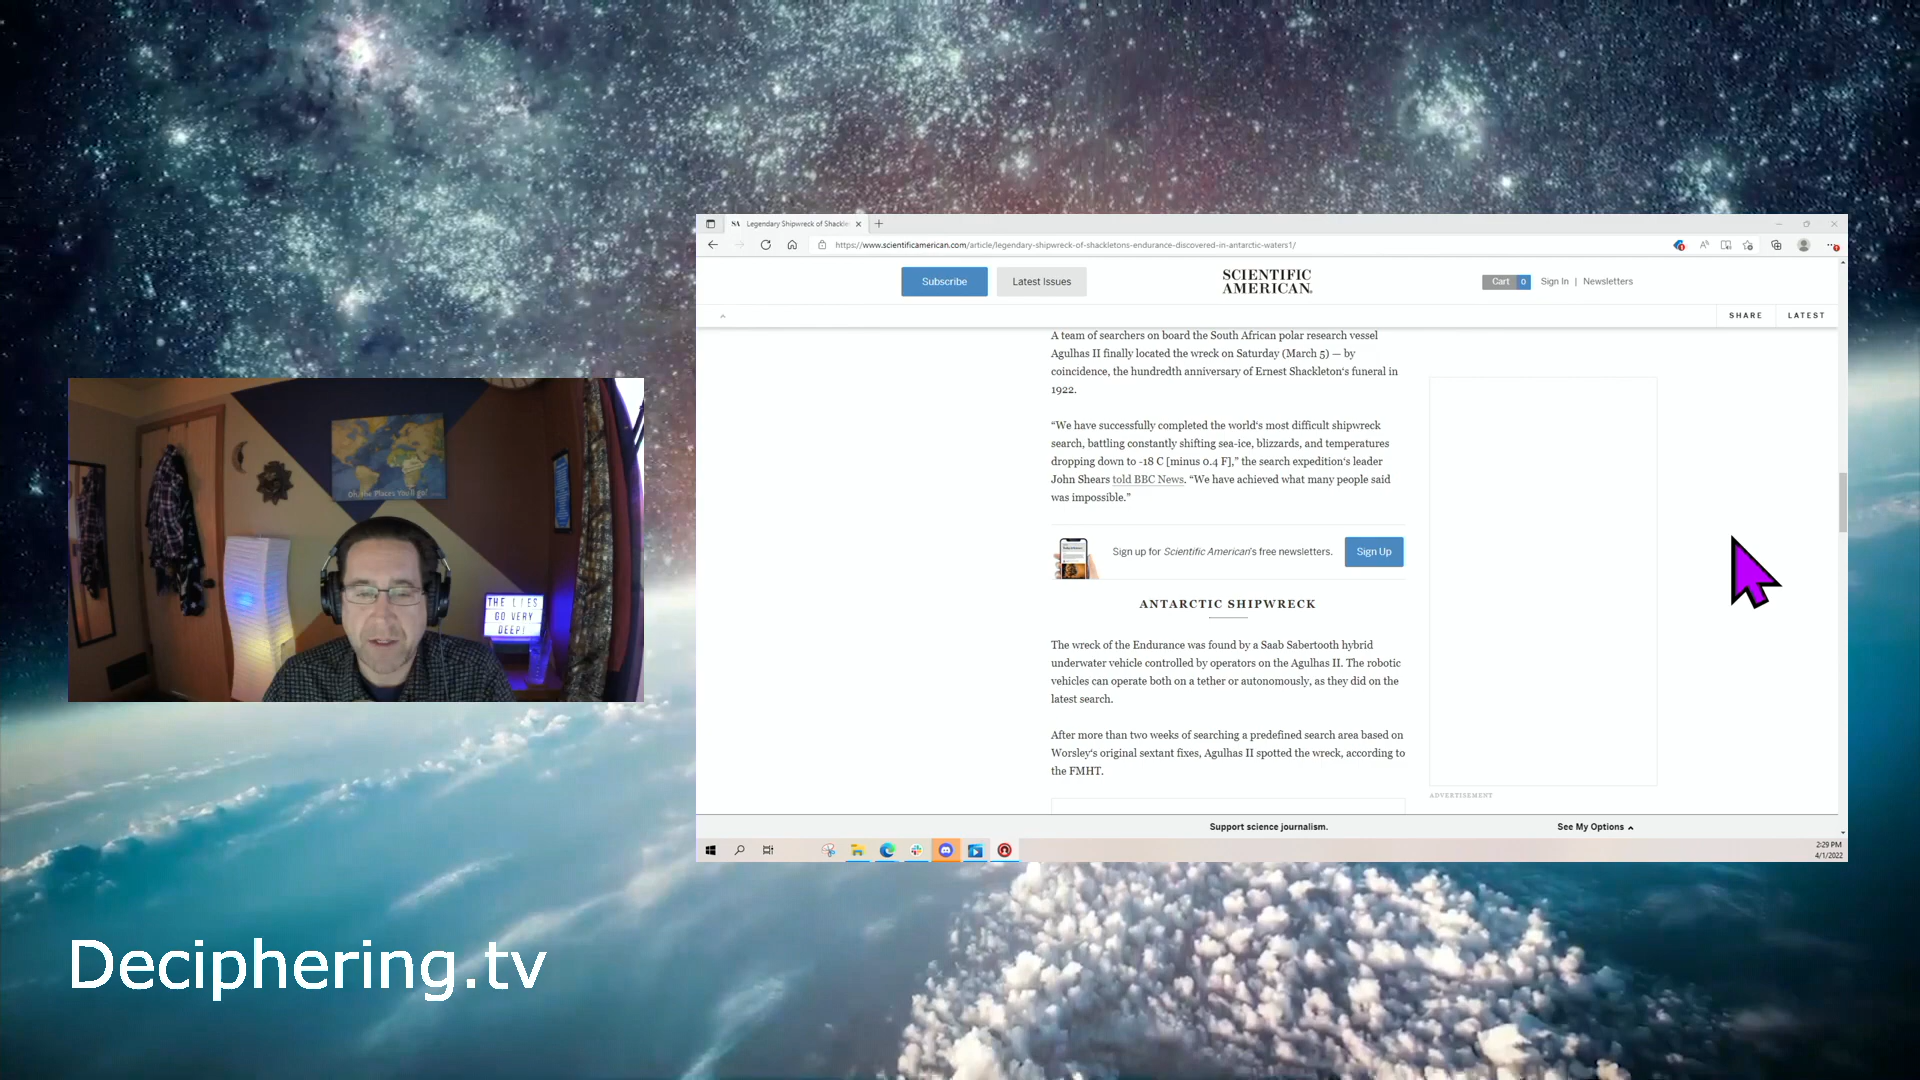 SA Legendary Shipwreck of Shackle
https://www.scientificamerican.com/article/legendary-shipwreck-of-shackletons-endurance-discovered-in-antarctic-waters1/
Subscribe
Latest Issues
SCIENTIFIC
AMERICAN
Cart 0 Sign In | Newsletters
SHARE
LATEST
A team of searchers on board the South African polar research vessel
Agulhas II finally located the wreck on Saturday (March 5) — by
coincidence, the hundredth anniversary of Ernest Shackleton‘s funeral in
1922.
“We have successfully completed the world‘s most difficult shipwreck
search, battling constantly shifting sea-ice, blizzards, and temperatures
dropping down to -18 C [minus 0.4 F],” the search expedition‘s leader
John Shears told BBC News. “We have achieved what many people said
was impossible.”
Sign up for Scientific American’s free newsletters.
Sign Up
ANTARCTIC SHIPWRECK
The wreck of the Endurance was found by a Saab Sabertooth hybrid
underwater vehicle controlled by operators on the Agulhas II. The robotic
vehicles can operate both on a tether or autonomously, as they did on the
latest search.
After more than two weeks of searching a predefined search area based on
Worsley‘s original sextant fixes, Agulhas II spotted the wreck, according to
the FMHT.
ADVERTISEMENT
Support science journalism.
See My Options
2:29 PM
4/1/2022
Oh, the Places You'll go!
THE LIES
GO VERY
DEEP!
Deciphering.tv